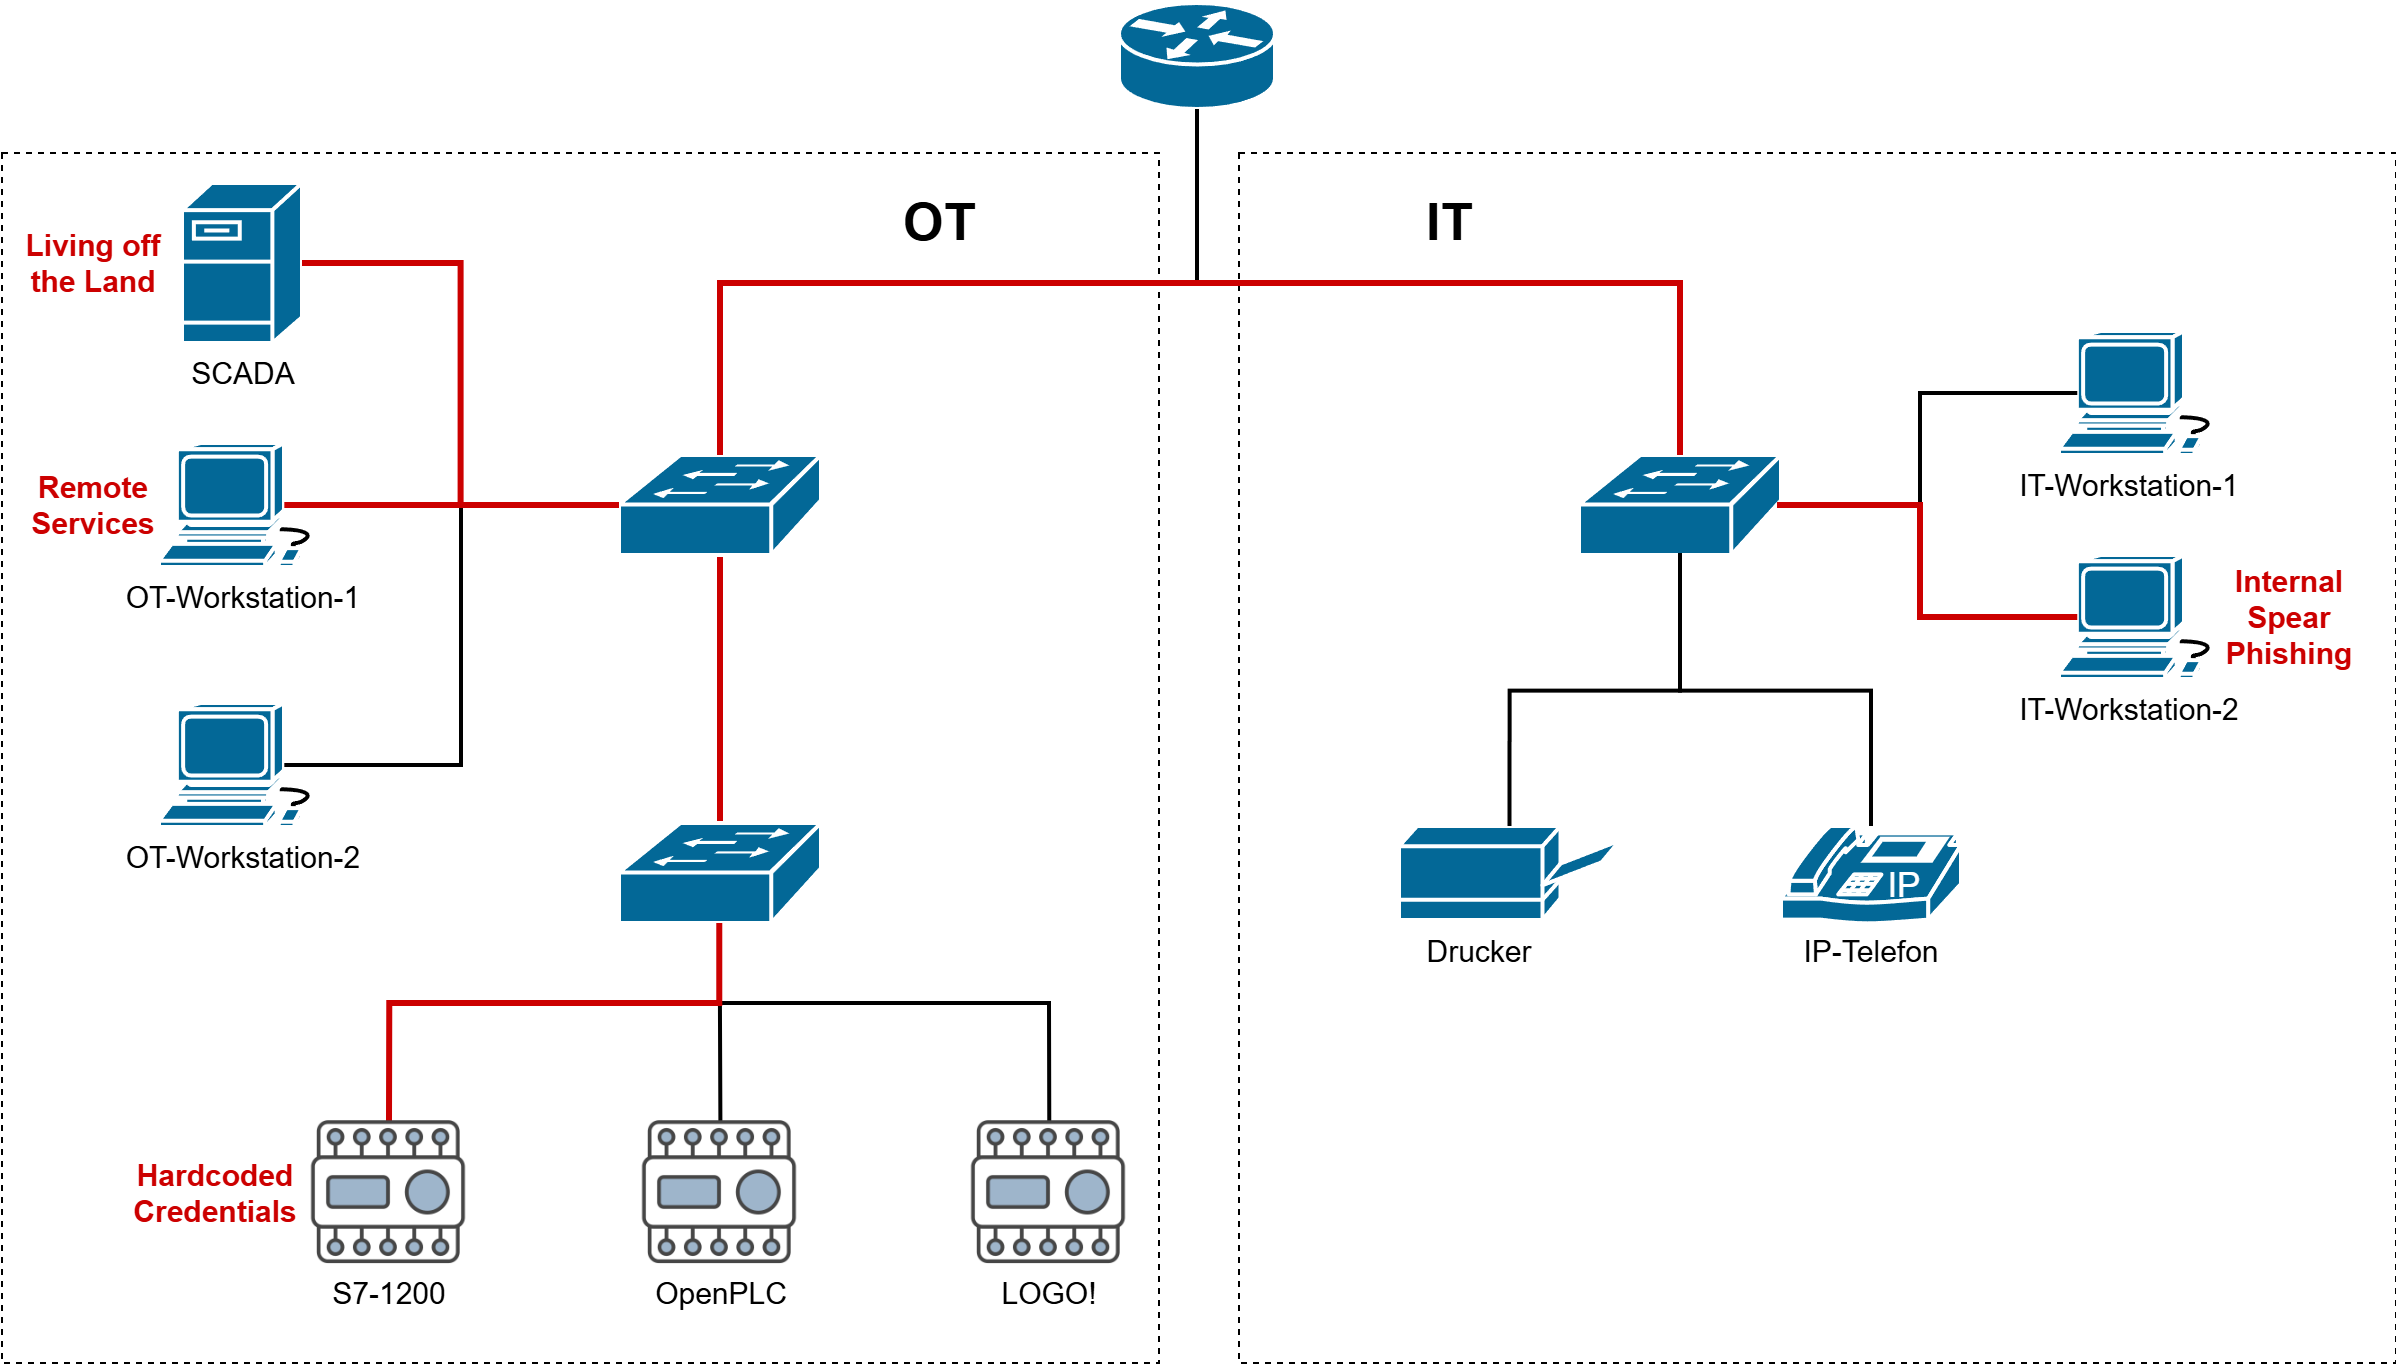 OT
IT
Living off
the Land
SCADA
Remote
Services
OT-Workstation-1
OT-Workstation-2
IT-Workstation-1
Internal
Spear
Phishing
IT-Workstation-2
IP
Drucker
IP-Telefon
Hardcoded
Credentials
S7-1200
OpenPLC
LOGO!